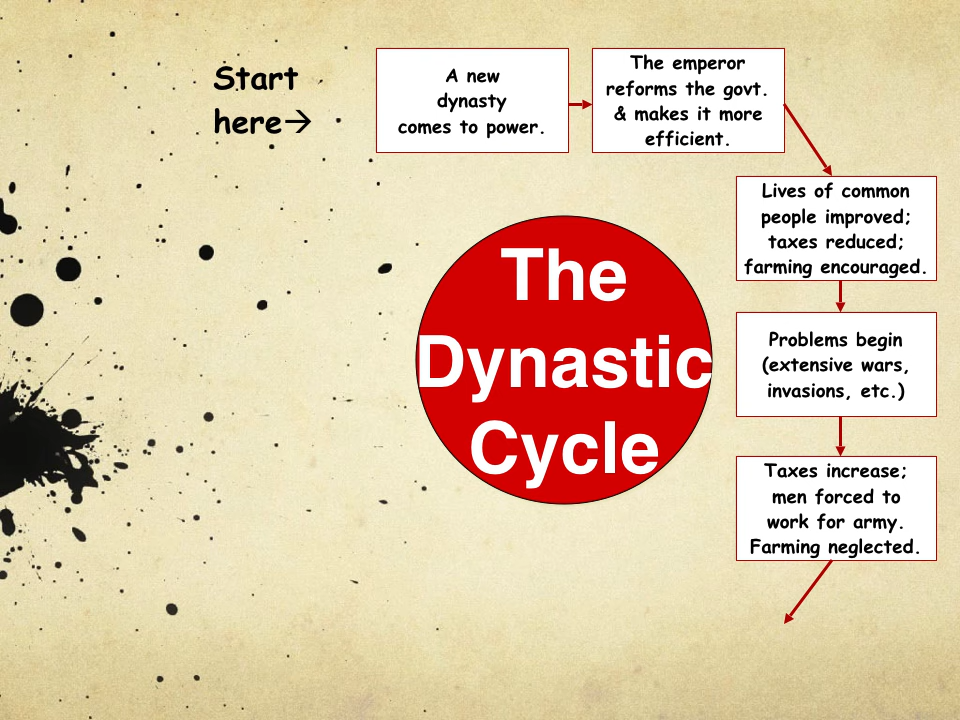 Start
here→
A new
dynasty
comes to power.
The emperor
reforms the govt.
& makes it more
efficient.
Lives of common
people improved;
taxes reduced;
farming encouraged.
Problems begin
(extensive wars,
invasions, etc.)
Taxes increase;
men forced to
work for army.
Farming neglected.
The
Dynastic
Cycle